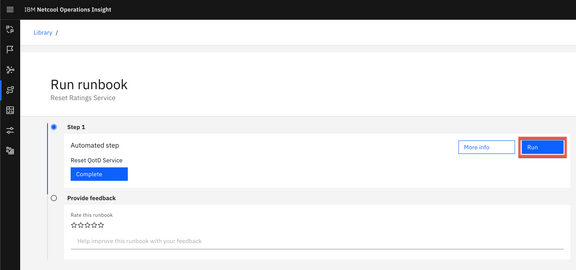 IBM Netcool Operations Insight
Library /
Run runbook
Reset Ratings Service
Step 1
Automated step
More info
Run
Reset QotD Service
Complete
Provide feedback
Rate this runbook
Help improve this runbook with your feedback